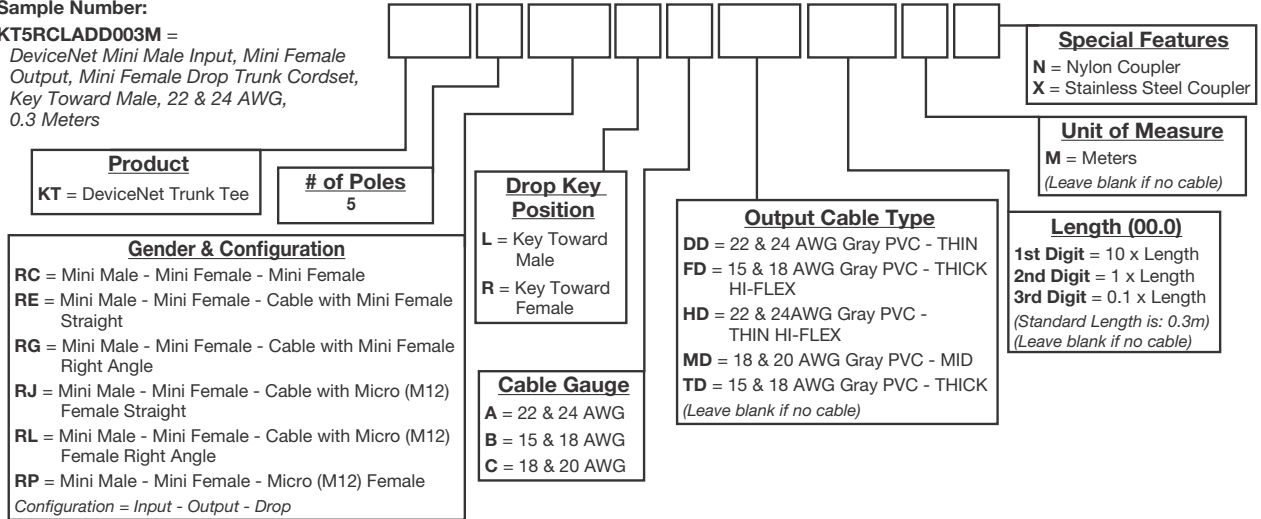 Sample Number:
KT5RCLADD003M =
DeviceNet Mini Male Input, Mini Female
Output, Mini Female Drop Trunk Cordset,
Key Toward Male, 22 & 24 AWG,
0.3 Meters
Product
KT = DeviceNet Trunk Tee
# of Poles
5
Gender & Configuration
RC = Mini Male - Mini Female - Mini Female
RE = Mini Male - Mini Female - Cable with Mini Female
Straight
RG = Mini Male - Mini Female - Cable with Mini Female
Right Angle
RJ = Mini Male - Mini Female - Cable with Micro (M12)
Female Straight
RL = Mini Male - Mini Female - Cable with Micro (M12)
Female Right Angle
RP = Mini Male - Mini Female - Micro (M12) Female
Configuration = Input - Output - Drop
Drop Key
Position
L = Key Toward
Male
R = Key Toward
Female
Cable Gauge
A = 22 & 24 AWG
B = 15 & 18 AWG
C = 18 & 20 AWG
Output Cable Type
DD = 22 & 24 AWG Gray PVC - THIN
FD = 15 & 18 AWG Gray PVC - THICK
HI-FLEX
HD = 22 & 24AWG Gray PVC -
THIN HI-FLEX
MD = 18 & 20 AWG Gray PVC - MID
TD = 15 & 18 AWG Gray PVC - THICK
(Leave blank if no cable)
Length (00.0)
1st Digit = 10 x Length
2nd Digit = 1 x Length
3rd Digit = 0.1 x Length
(Standard Length is: 0.3m)
(Leave blank if no cable)
Unit of Measure
M = Meters
(Leave blank if no cable)
Special Features
N = Nylon Coupler
X = Stainless Steel Coupler